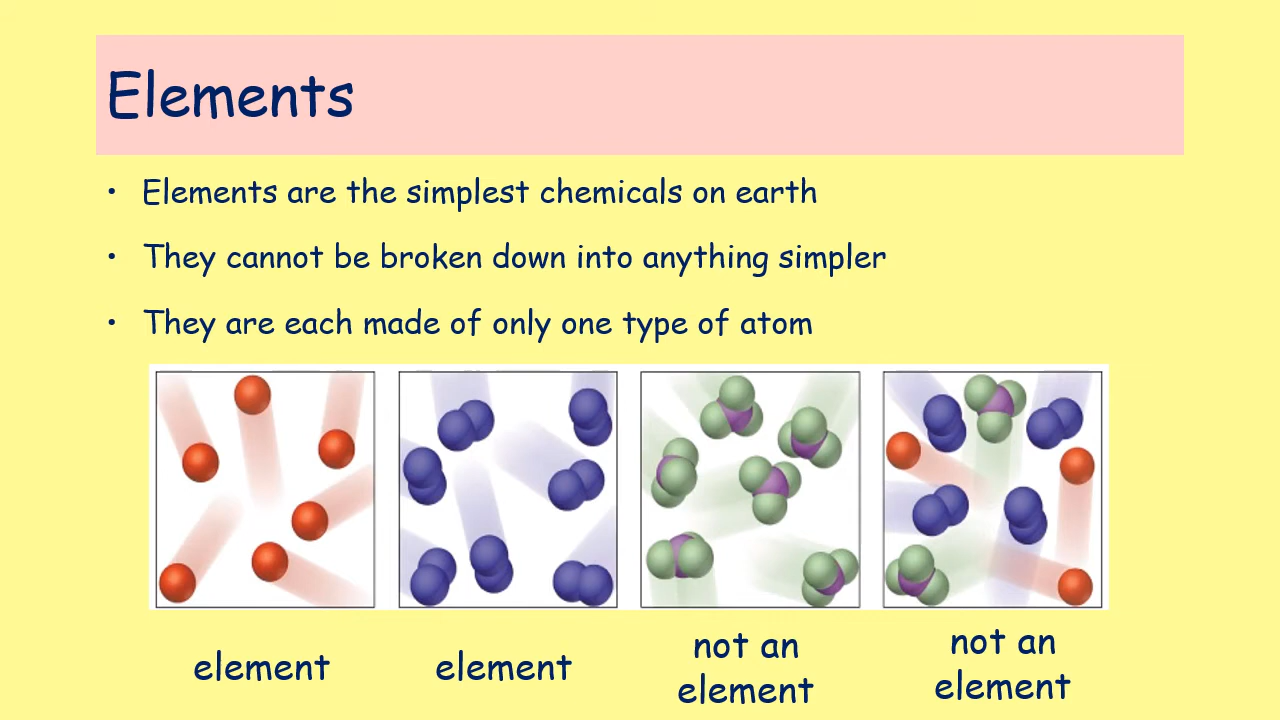 Elements
• Elements are the simplest chemicals on earth
• They cannot be broken down into anything simpler
• They are each made of only one type of atom
element
element
not an
element
not an
element